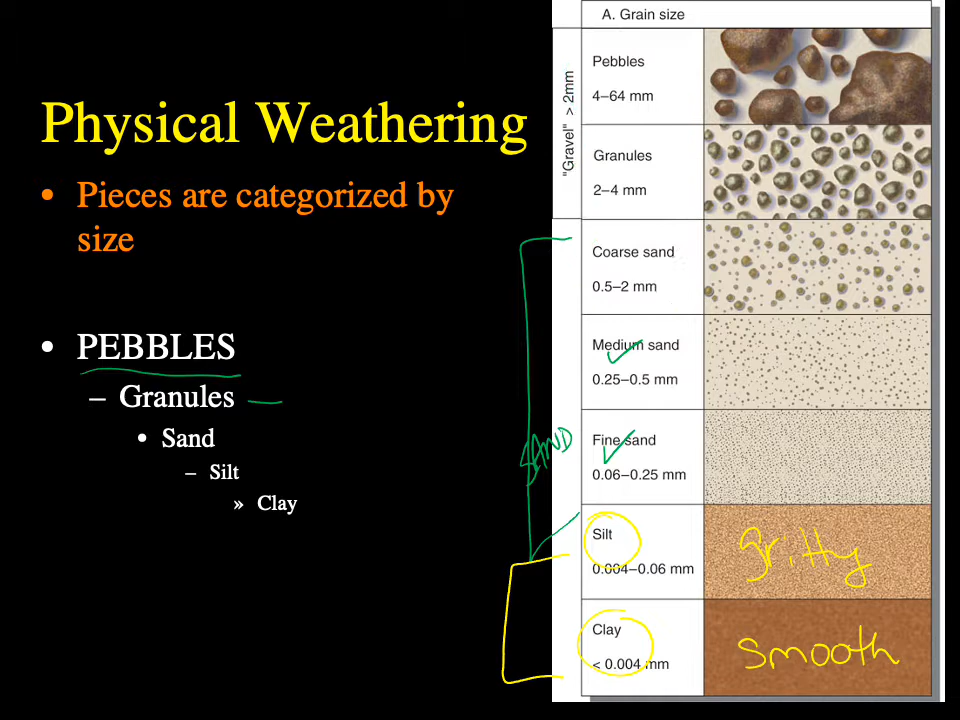 Physical Weathering
• Pieces are categorized by
size
• PEBBLES
– Granules
• Sand
– Silt
» Clay
A. Grain size
"Gravel" > 2mm
Pebbles
4–64 mm
Granules
2–4 mm
Coarse sand
0.5–2 mm
Medium sand
0.25–0.5 mm
SAND
Fine sand
0.06–0.25 mm
Silt
0.004–0.06 mm
gritty
Clay
< 0.004 mm
smooth